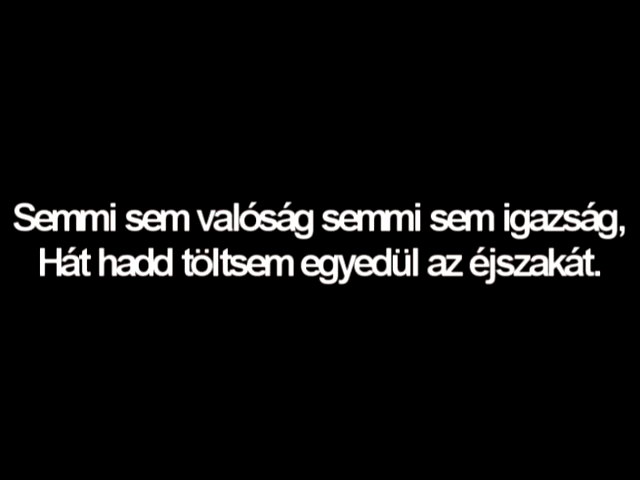 Semmi sem valóság semmi sem igazság,
Hát hadd töltsem egyedül az éjszakát.